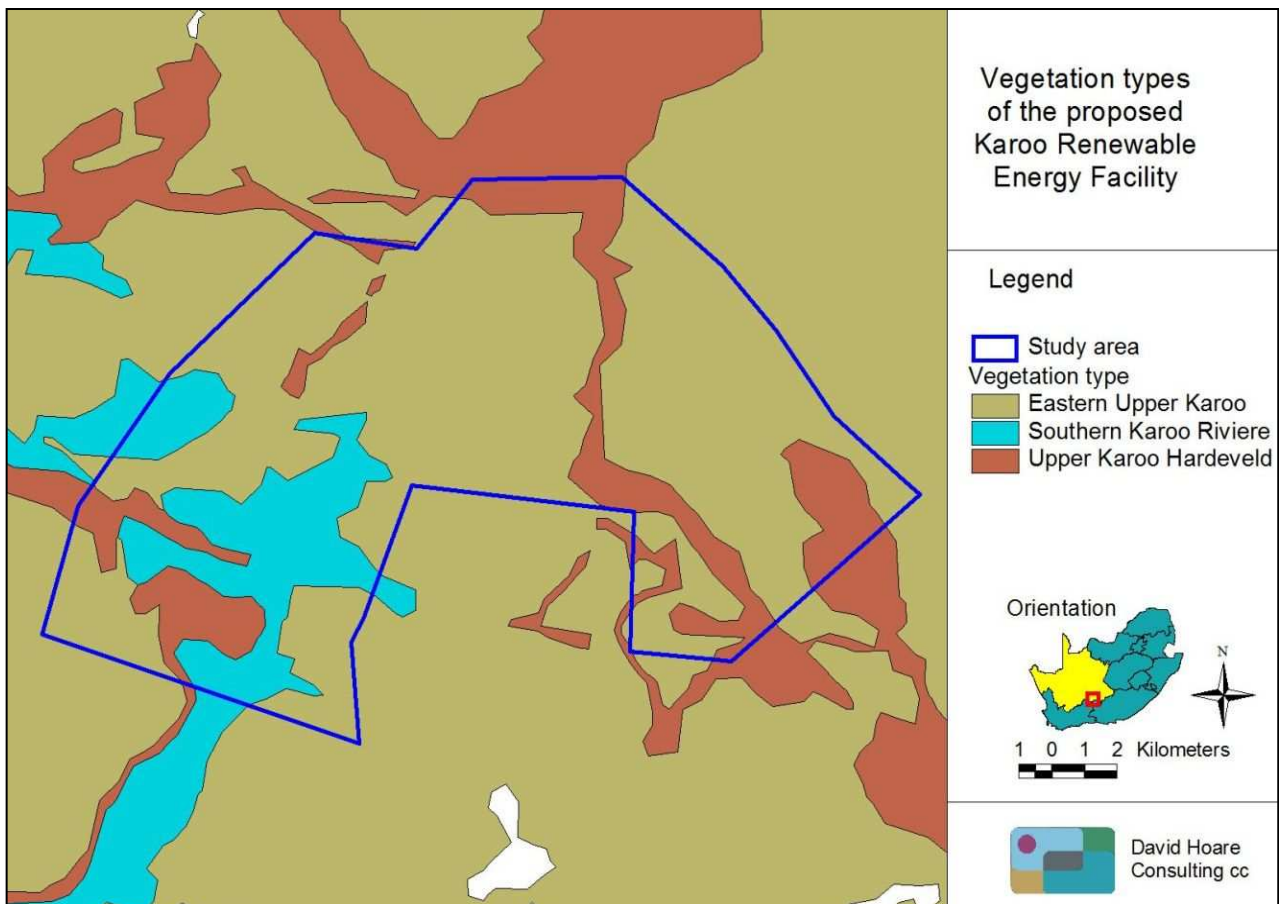 Vegetation types
of the proposed
Karoo Renewable
Energy Facility
Legend
Study area
Vegetation type
Eastern Upper Karoo
Southern Karoo Riviere
Upper Karoo Hardeveld
Orientation
N
1 0 1 2 Kilometers
David Hoare
Consulting cc